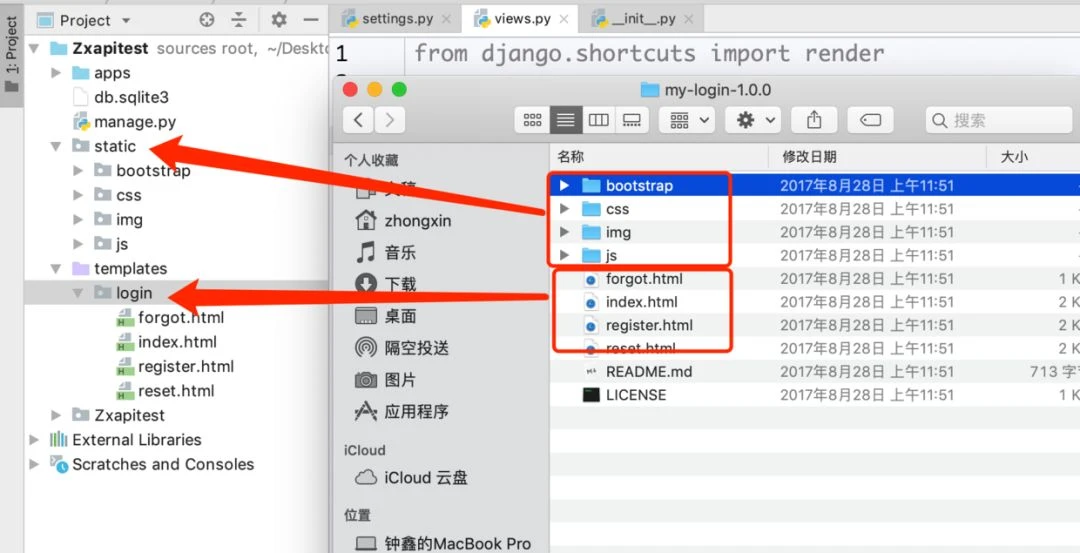 1: Project
Project
settings.py
views.py
__init__.py
Zxapitest sources root, ~/Deskto
apps
db.sqlite3
manage.py
static
bootstrap
css
img
js
templates
login
forgot.html
index.html
register.html
reset.html
Zxapitest
External Libraries
Scratches and Consoles
1 from django.shortcuts import render
my-login-1.0.0
搜索
个人收藏
文稿
zhongxin
音乐
下载
桌面
隔空投送
图片
应用程序
iCloud
iCloud 云盘
位置
钟鑫的MacBook Pro
名称 修改日期 大小
bootstrap 2017年8月28日 上午11:51
css 2017年8月28日 上午11:51
img 2017年8月28日 上午11:51
js 2017年8月28日 上午11:51
forgot.html 2017年8月28日 上午11:51 1 K
index.html 2017年8月28日 上午11:51 2 K
register.html 2017年8月28日 上午11:51 2 K
reset.html 2017年8月28日 上午11:51 2 K
README.md 2017年8月28日 上午11:51 713 字
LICENSE 2017年8月28日 上午11:51 1 K